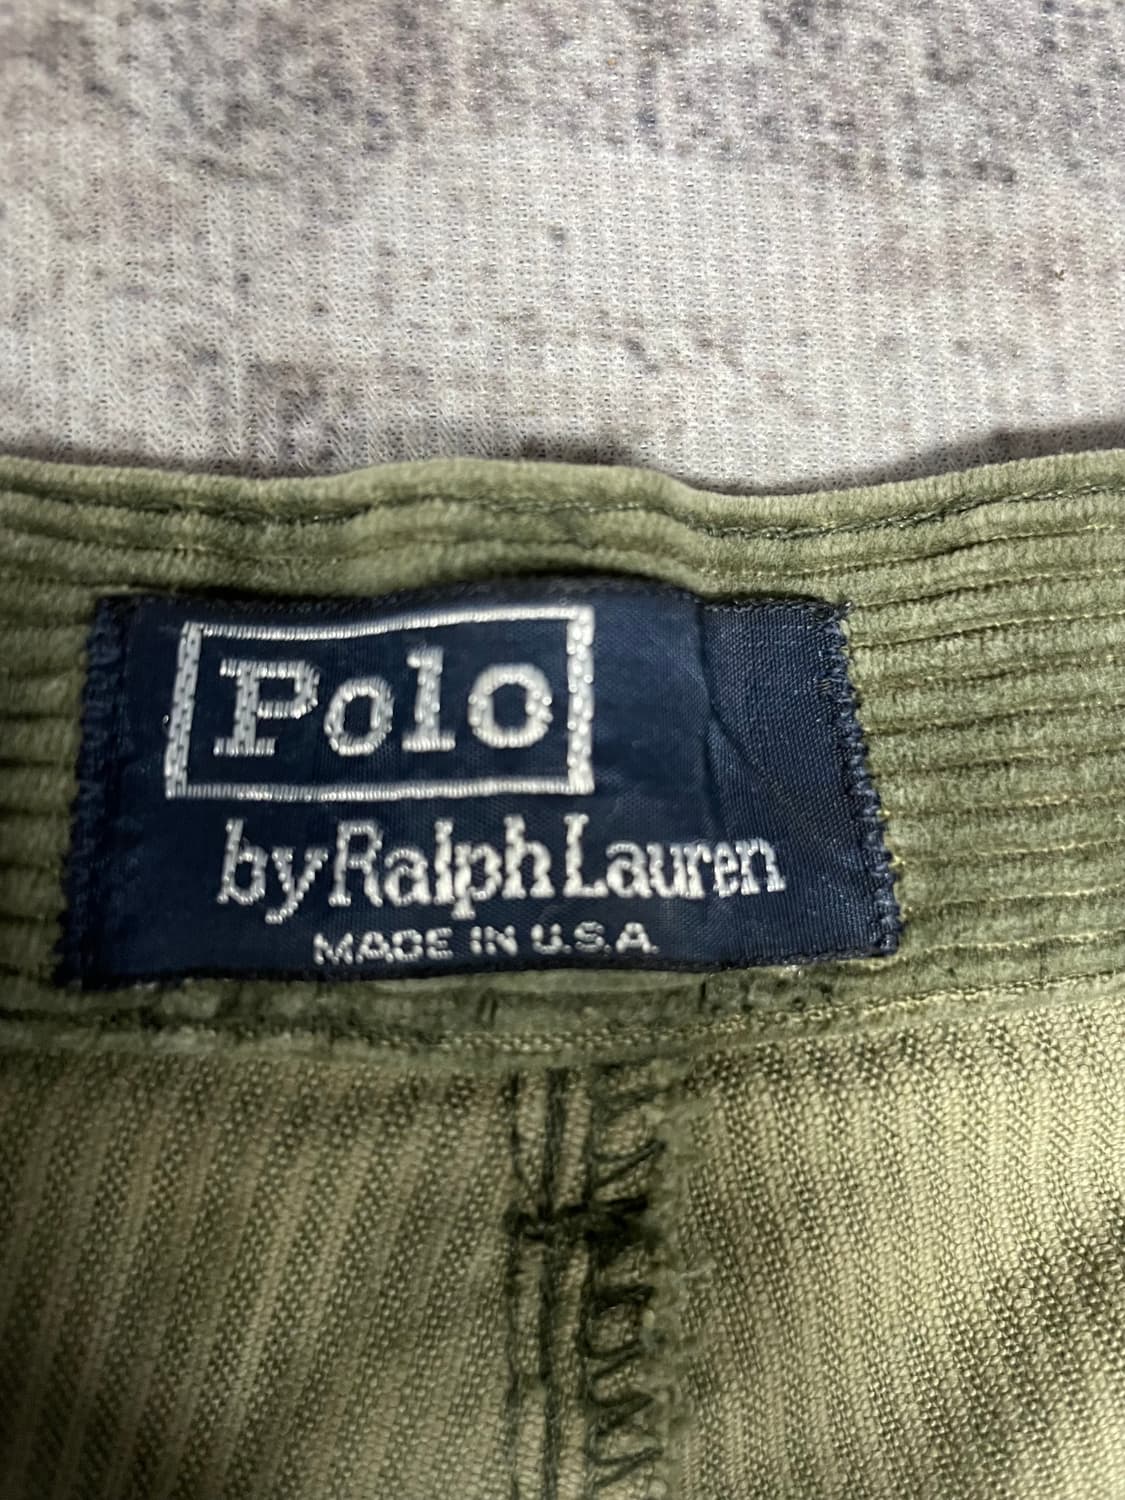 Polo
by Ralph Lauren
MADE IN U.S.A.